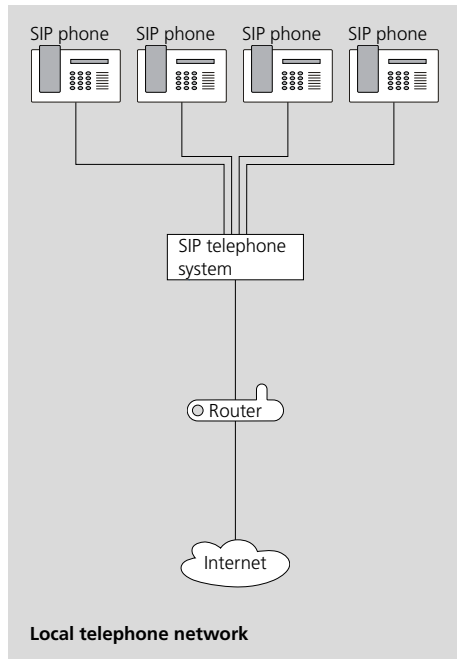 SIP phone SIP phone SIP phone SIP phone
SIP telephone
system
Router
Internet
Local telephone network